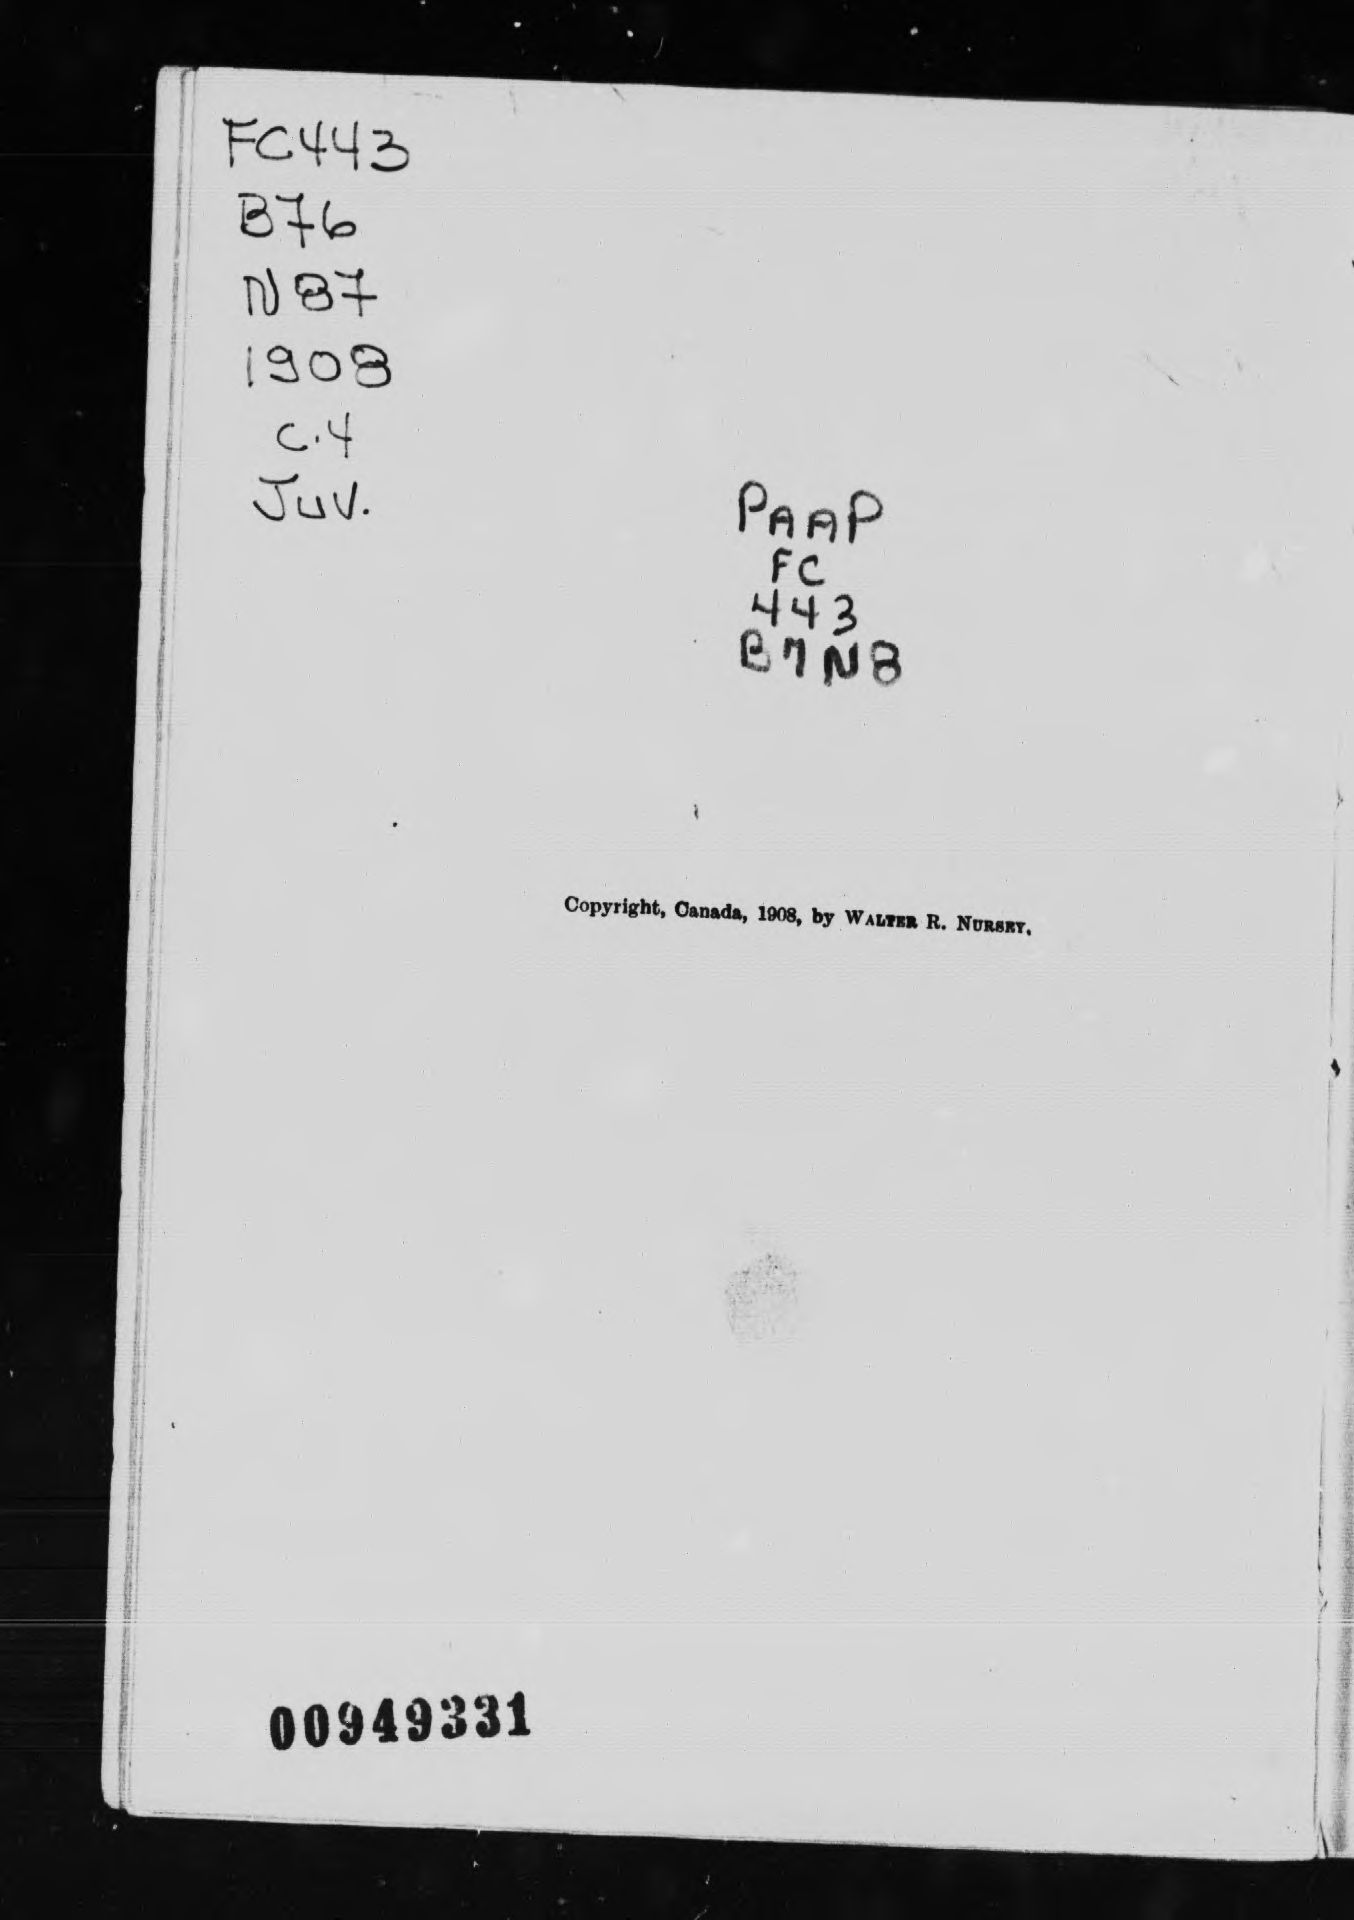 FC443
B76
N87
1908
c.4
Juv.
PAAP
FC
443
B7N8
Copyright, Canada, 1908, by WALTER R. NURSEY.
00949331